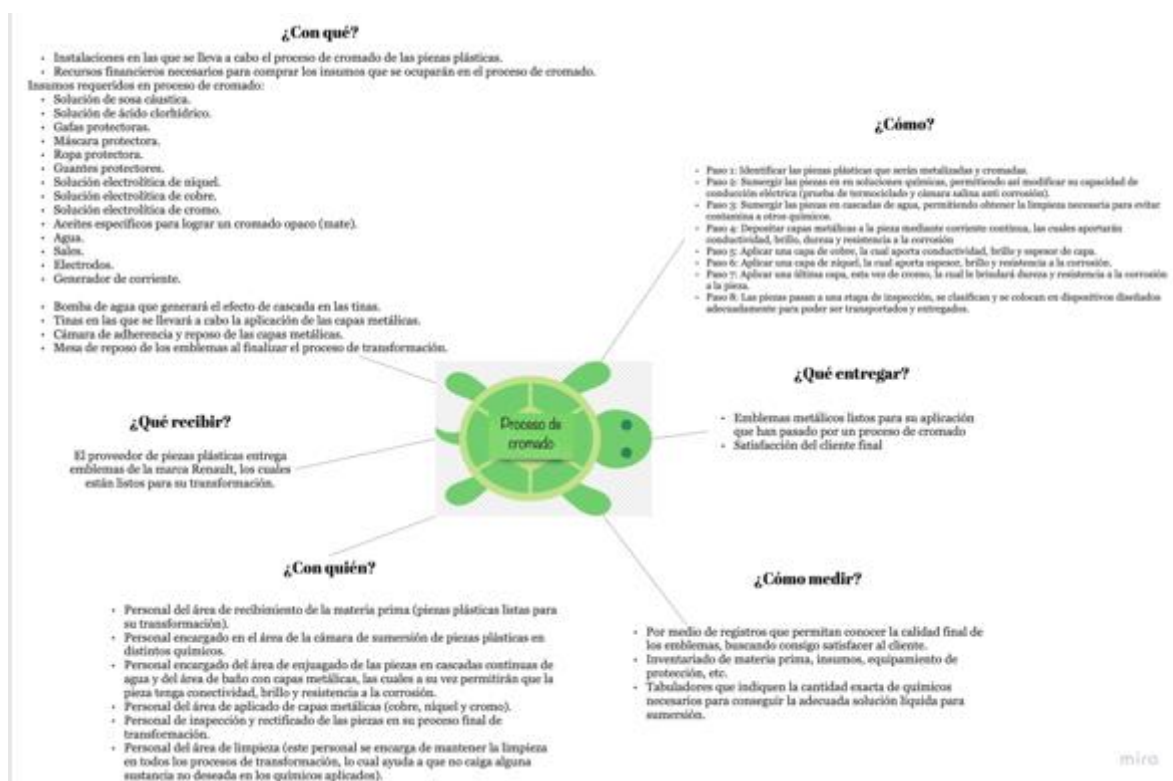 ¿Con qué?
• Instalaciones en las que se lleva a cabo el proceso de cromado de las piezas plásticas.
• Recursos financieros necesarios para comprar los insumos que se ocuparán en el proceso de cromado.
Insumos requeridos en proceso de cromado:
• Solución de sosa cáustica.
• Solución de ácido clorhídrico.
• Gafas protectoras.
• Máscara protectora.
• Ropa protectora.
• Guantes protectores.
• Solución electrolítica de níquel.
• Solución electrolítica de cobre.
• Solución electrolítica de cromo.
• Aceites específicos para lograr un cromado opaco (mate).
• Agua.
• Sales.
• Electrodos.
• Generador de corriente.
• Bomba de agua que generará el efecto de cascada en las tinas.
• Tinas en las que se llevará a cabo la aplicación de las capas metálicas.
• Cámara de adherencia y reposo de las capas metálicas.
• Mesa de reposo de los emblemas al finalizar el proceso de transformación.
¿Cómo?
• Paso 1: Identificar las piezas plásticas que serán metalizadas y cromadas.
• Paso 2: Sumergir las piezas en en soluciones químicas, permitiendo así modificar su capacidad de
conducción eléctrica (prueba de termociclado y cámara salina anti corrosión).
• Paso 3: Sumergir las piezas en cascadas de agua, permitiendo obtener la limpieza necesaria para evitar
contamina a otros químicos.
• Paso 4: Depositar capas metálicas a la pieza mediante corriente continua, las cuales aportarán
conductividad, brillo, dureza y resistencia a la corrosión
• Paso 5: Aplicar una capa de cobre, la cual aporta conductividad, brillo y espesor de capa.
• Paso 6: Aplicar una capa de níquel, la cual aporta espesor, brillo y resistencia a la corrosión.
• Paso 7: Aplicar una última capa, esta vez de cromo, la cual le brindará dureza y resistencia a la corrosión
a la pieza.
• Paso 8: Las piezas pasan a una etapa de inspección, se clasifican y se colocan en dispositivos diseñados
adecuadamente para poder ser transportados y entregados.
¿Qué entregar?
• Emblemas metálicos listos para su aplicación
que han pasado por un proceso de cromado
• Satisfacción del cliente final
¿Qué recibir?
El proveedor de piezas plásticas entrega
emblemas de la marca Renault, los cuales
están listos para su transformación.
Proceso de
cromado
¿Con quién?
• Personal del área de recibimiento de la materia prima (piezas plásticas listas para
su transformación).
• Personal encargado en el área de la cámara de sumersión de piezas plásticas en
distintos químicos.
• Personal encargado del área de enjuagado de las piezas en cascadas continuas de
agua y del área de baño con capas metálicas, las cuales a su vez permitirán que la
pieza tenga conectividad, brillo y resistencia a la corrosión.
• Personal del área de aplicado de capas metálicas (cobre, níquel y cromo).
• Personal de inspección y rectificado de las piezas en su proceso final de
transformación.
• Personal del área de limpieza (este personal se encarga de mantener la limpieza
en todos los procesos de transformación, lo cual ayuda a que no caiga alguna
sustancia no deseada en los químicos aplicados).
¿Cómo medir?
• Por medio de registros que permitan conocer la calidad final de
los emblemas, buscando consigo satisfacer al cliente.
• Inventariado de materia prima, insumos, equipamiento de
protección, etc.
• Tabuladores que indiquen la cantidad exacta de químicos
necesarios para conseguir la adecuada solución líquida para
sumersión.
miro